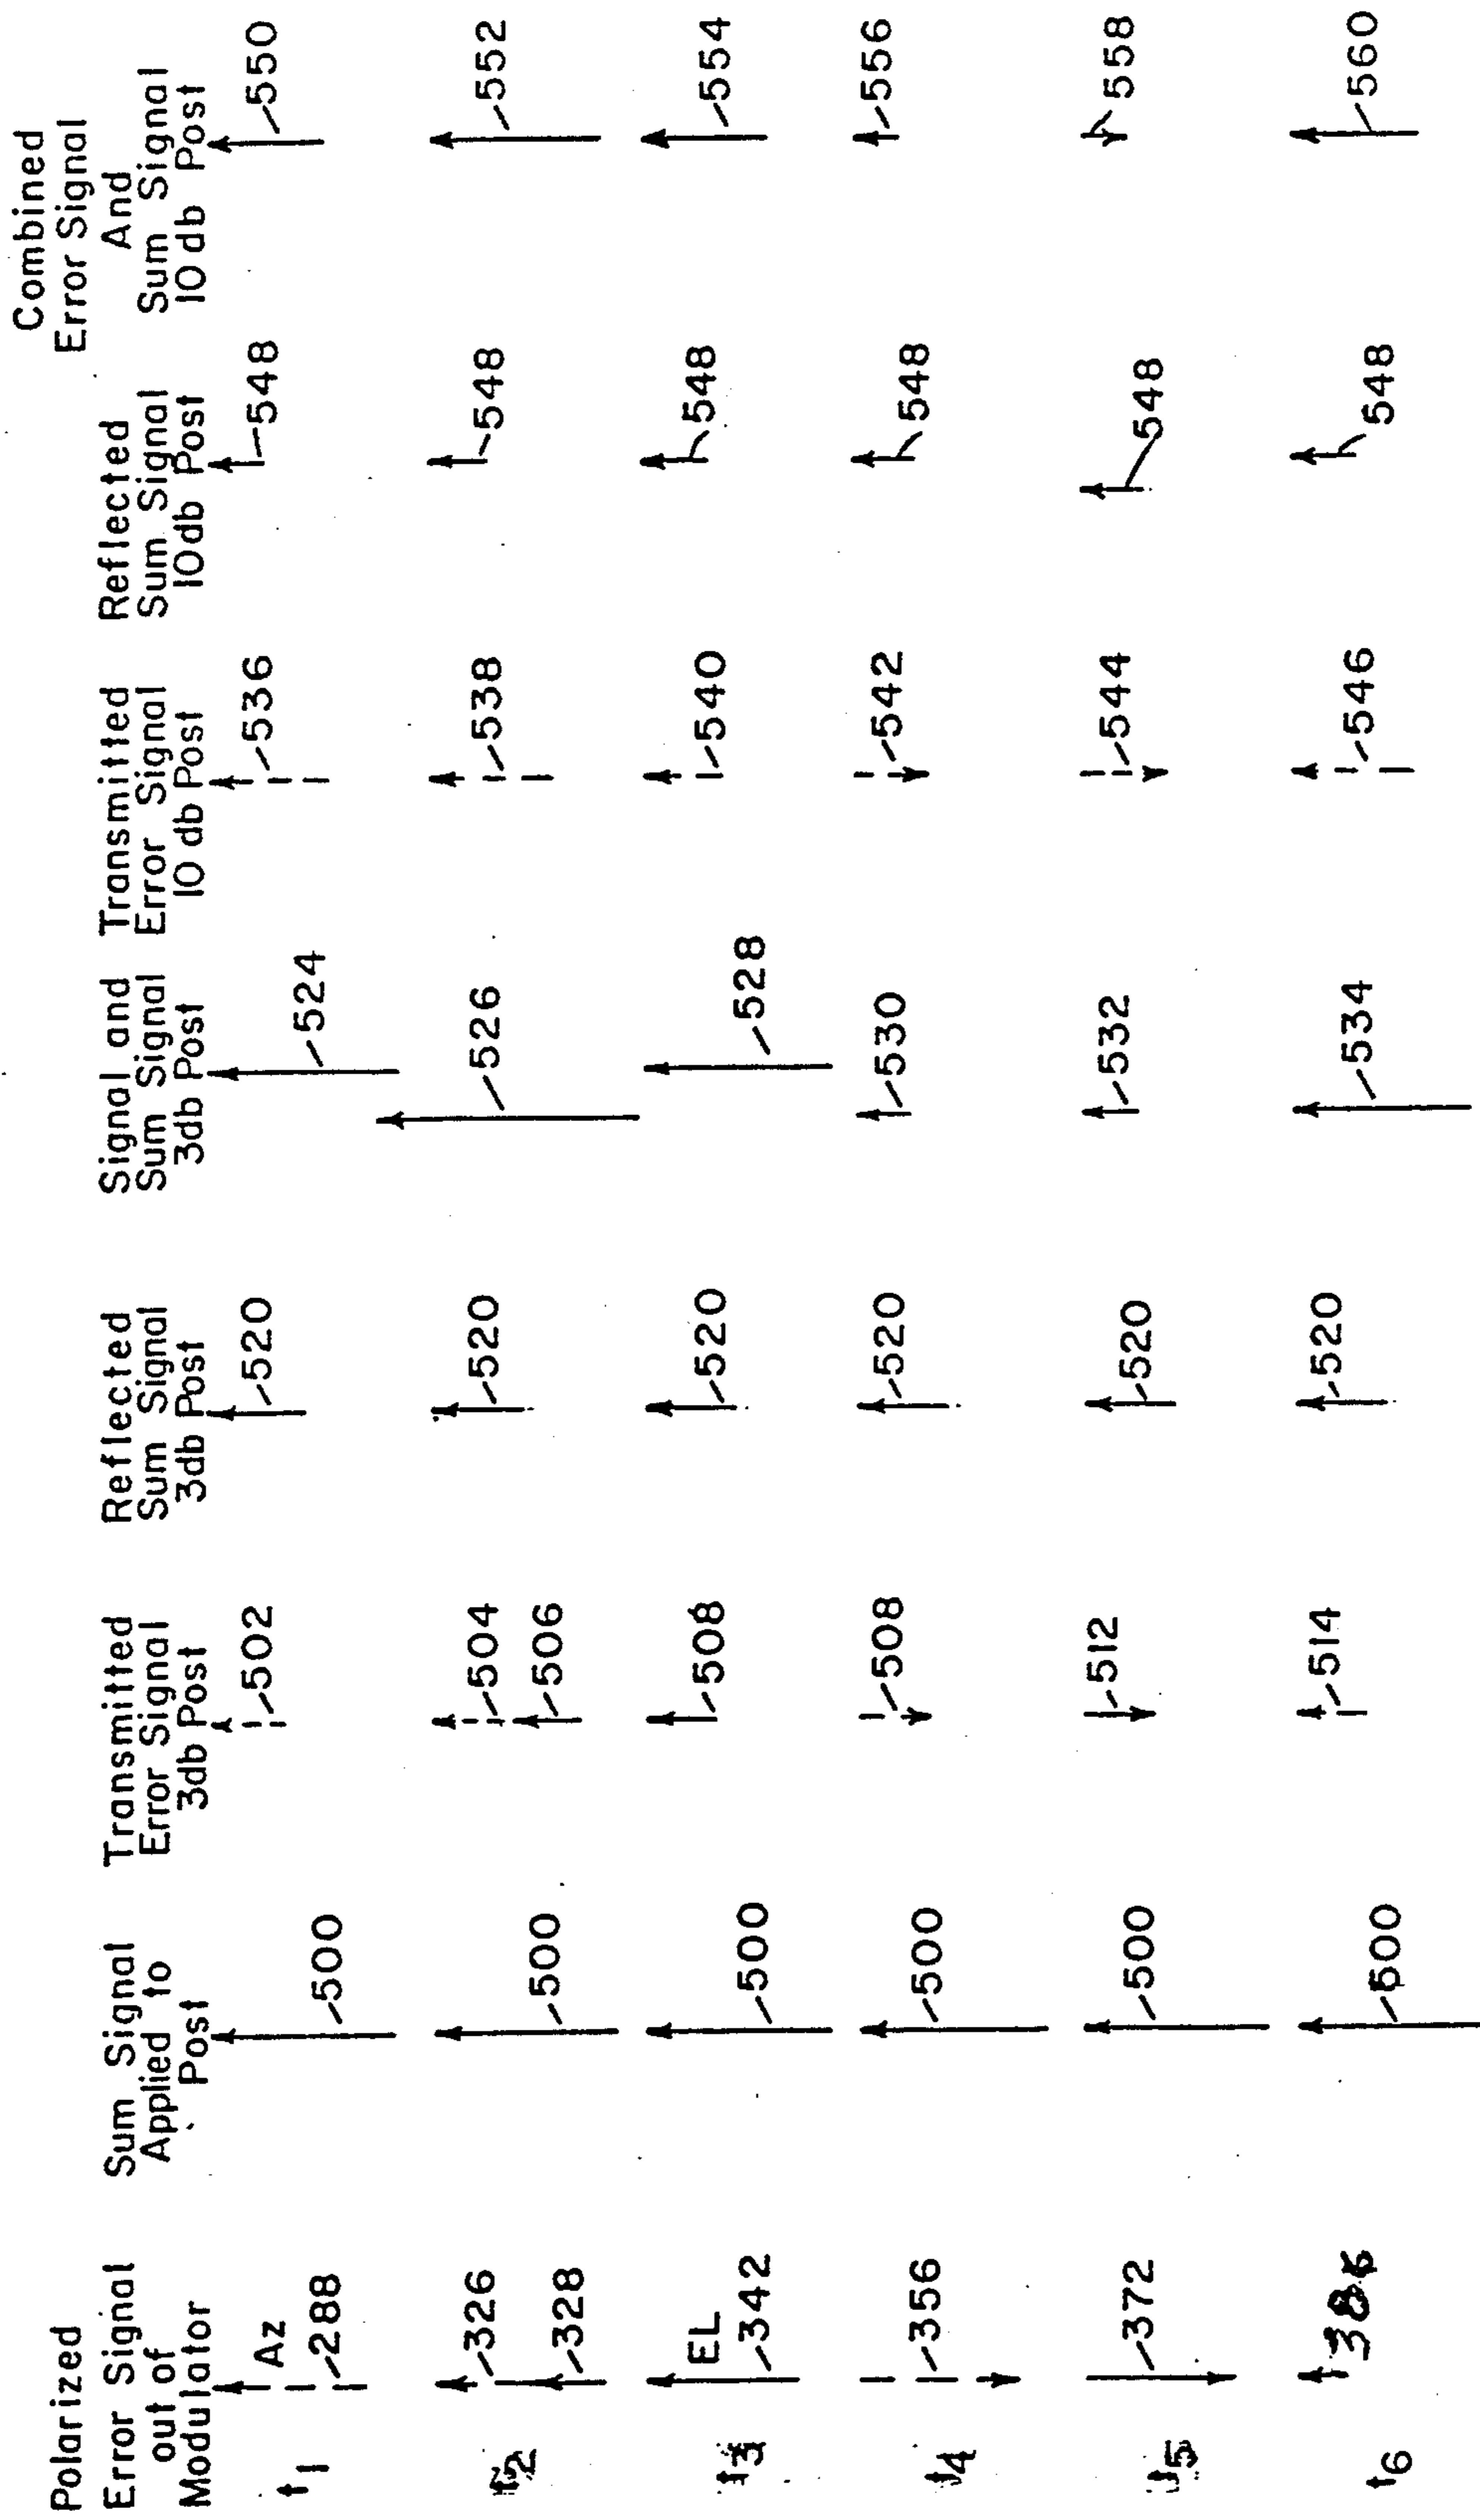 Polarized
Error Signal
out of
Modulator
Sum Signal
Applied to
Post
Transmitted
Error Signal
3db Post
Reflected
Sum Signal
3db Post
Signal and
Sum Signal
3db Post
Transmitted
Error Signal
10 db Post
Reflected
Sum Signal
10db Post
Combined
Error Signal
And
Sum Signal
10 db Post
t1 Az 288 500 502 520 524 536 548 550
t2 326 328 500 504 506 520 526 538 548 552
t3 EL 342 500 508 520 528 540 548 554
t4 356 500 508 520 530 542 548 556
t5 372 500 512 520 532 544 548 558
t6 500 514 520 534 546 548 560